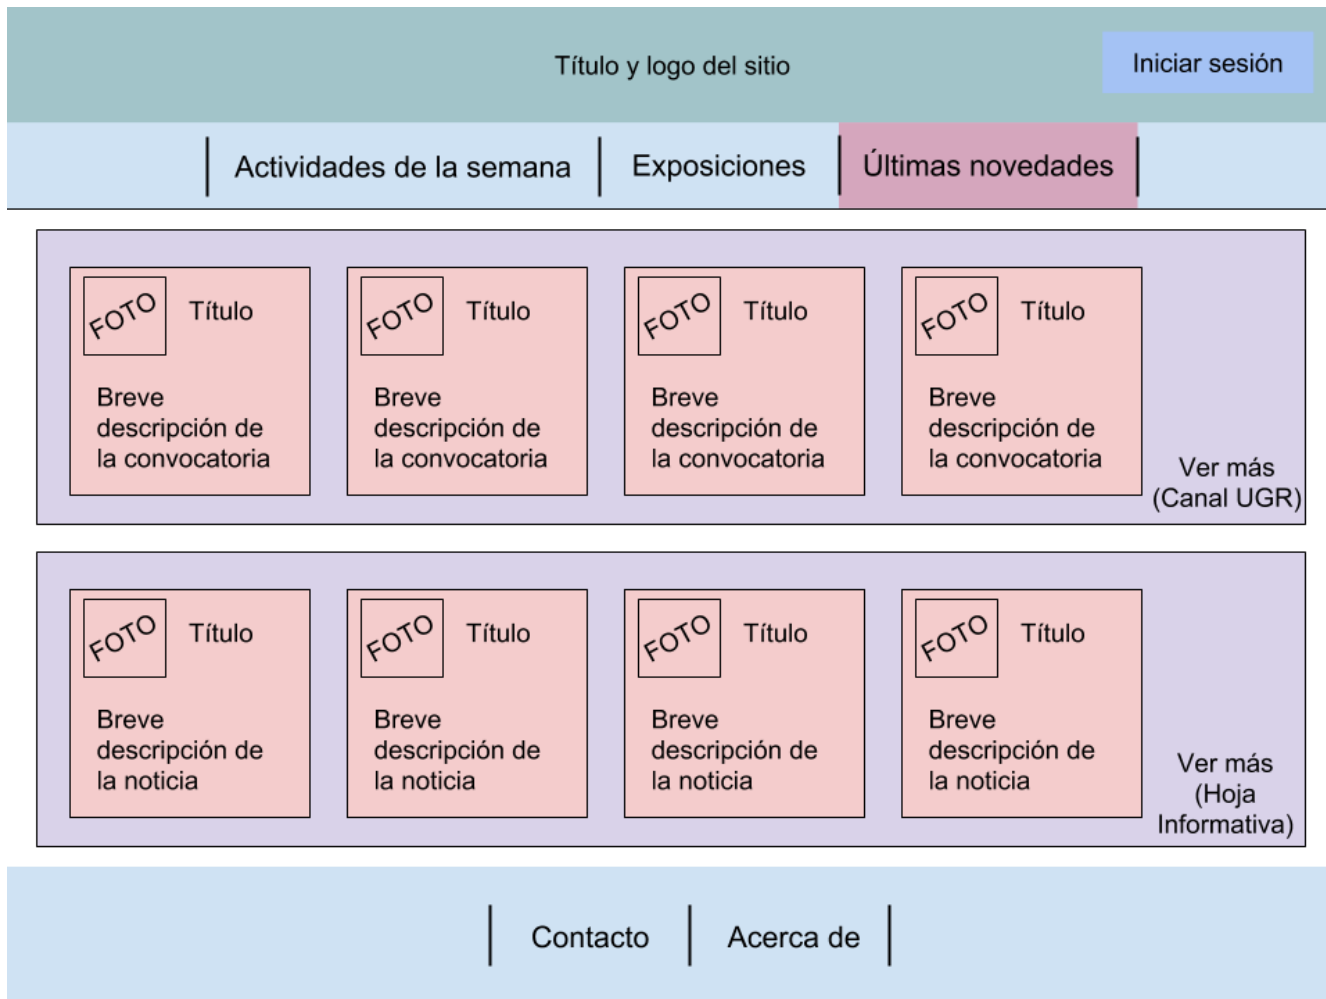 Título y logo del sitio
Iniciar sesión
Actividades de la semana
Exposiciones
Últimas novedades
FOTO
Título
Breve
descripción de
la convocatoria
FOTO
Título
Breve
descripción de
la convocatoria
FOTO
Título
Breve
descripción de
la convocatoria
FOTO
Título
Breve
descripción de
la convocatoria
Ver más
(Canal UGR)
FOTO
Título
Breve
descripción de
la noticia
FOTO
Título
Breve
descripción de
la noticia
FOTO
Título
Breve
descripción de
la noticia
FOTO
Título
Breve
descripción de
la noticia
Ver más
(Hoja
Informativa)
Contacto
Acerca de